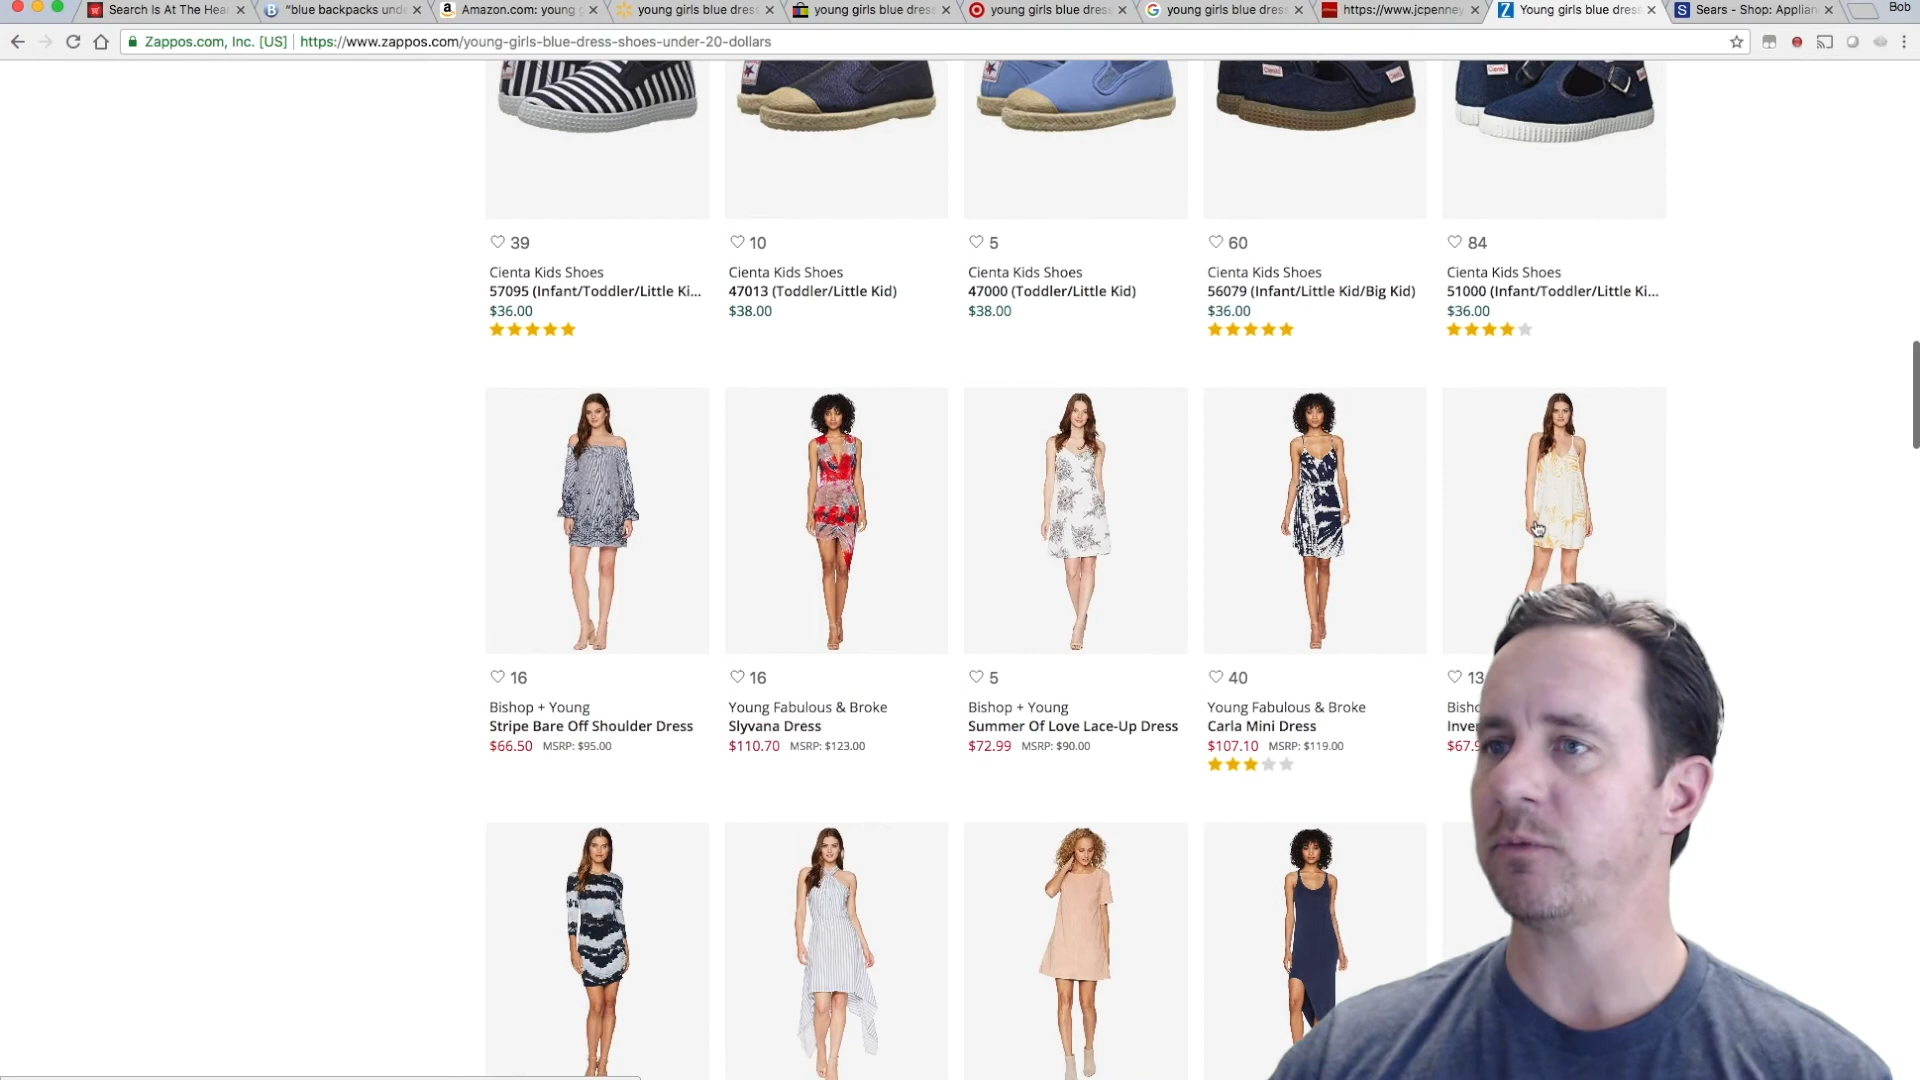 Search Is At The Hear
"blue backpacks unde
Amazon.com: young g
young girls blue dress
young girls blue dress
young girls blue dress
young girls blue dress
https://www.jcpenney
Young girls blue dress
Sears - Shop: Applian
Bob
Zappos.com, Inc. [US]
https://www.zappos.com/young-girls-blue-dress-shoes-under-20-dollars
39
10
5
60
84
Cienta Kids Shoes
57095 (Infant/Toddler/Little Ki...
$36.00
Cienta Kids Shoes
47013 (Toddler/Little Kid)
$38.00
Cienta Kids Shoes
47000 (Toddler/Little Kid)
$38.00
Cienta Kids Shoes
56079 (Infant/Little Kid/Big Kid)
$36.00
Cienta Kids Shoes
51000 (Infant/Toddler/Little Ki...
$36.00
16
16
5
40
13
Bishop + Young
Stripe Bare Off Shoulder Dress
$66.50 MSRP: $95.00
Young Fabulous & Broke
Slyvana Dress
$110.70 MSRP: $123.00
Bishop + Young
Summer Of Love Lace-Up Dress
$72.99 MSRP: $90.00
Young Fabulous & Broke
Carla Mini Dress
$107.10 MSRP: $119.00
Bisho
Inver
$67.9